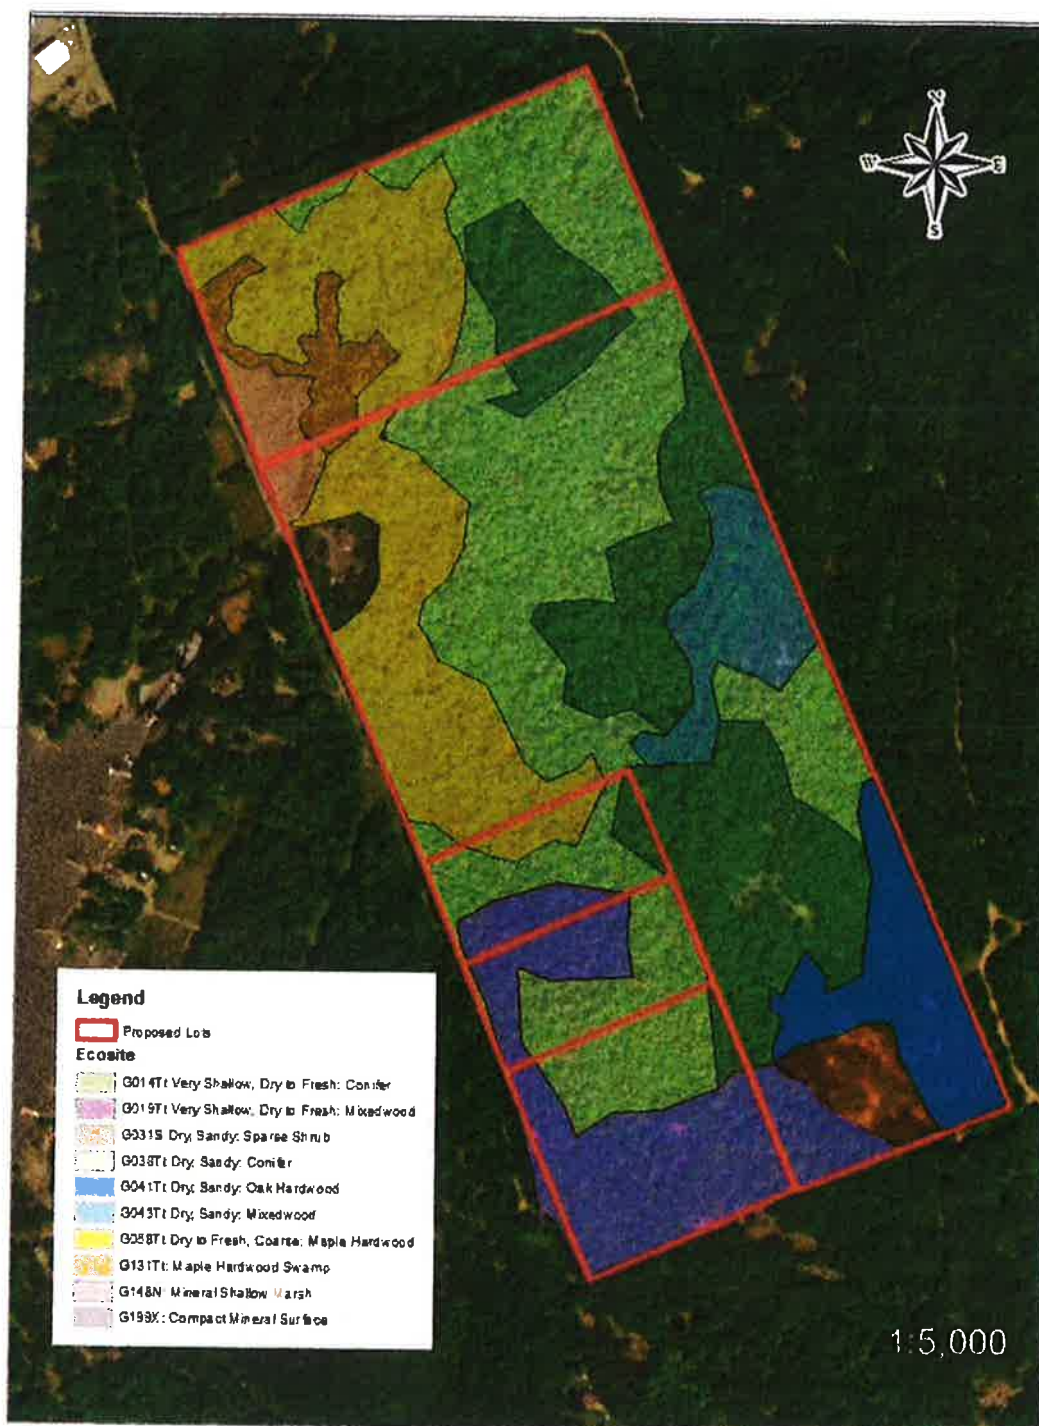 N
W
E
S
Legend
Proposed Lots
Ecosite
G014Tt Very Shallow, Dry to Fresh: Conifer
G019Tt Very Shallow, Dry to Fresh: Mixedwood
G031S Dry, Sandy: Sparse Shrub
G038Tt Dry, Sandy: Conifer
G041Tt Dry, Sandy: Oak Hardwood
G043Tt Dry, Sandy: Mixedwood
G058Tt Dry to Fresh, Coarse: Maple Hardwood
G131Tt: Maple Hardwood Swamp
G148N: Mineral Shallow Marsh
G199X: Compact Mineral Surface
1:5,000